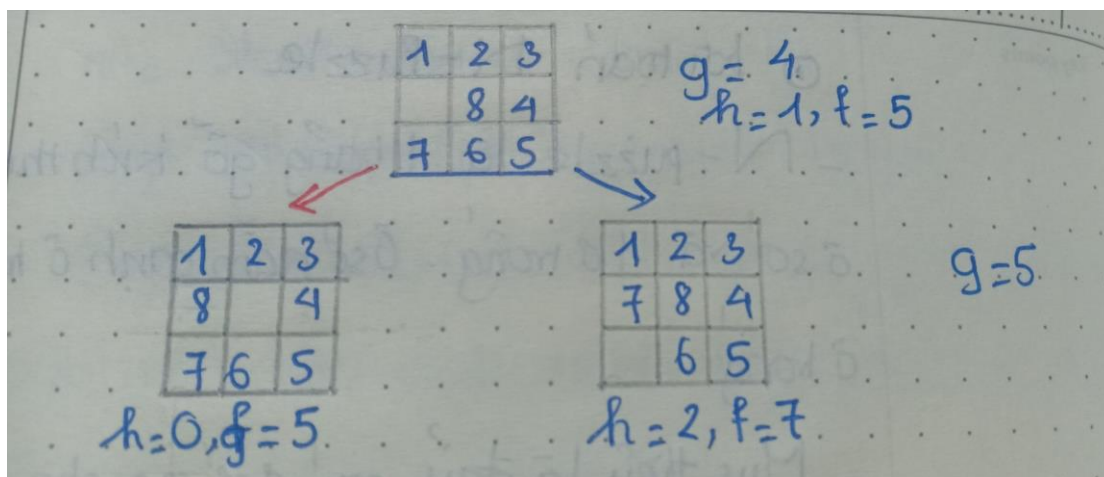 1 2 3
8 4
7 6 5
g = 4
h = 1, f = 5
1 2 3
8 4
7 6 5
h = 0, f = 5
1 2 3
7 8 4
6 5
h = 2, f = 7
g = 5